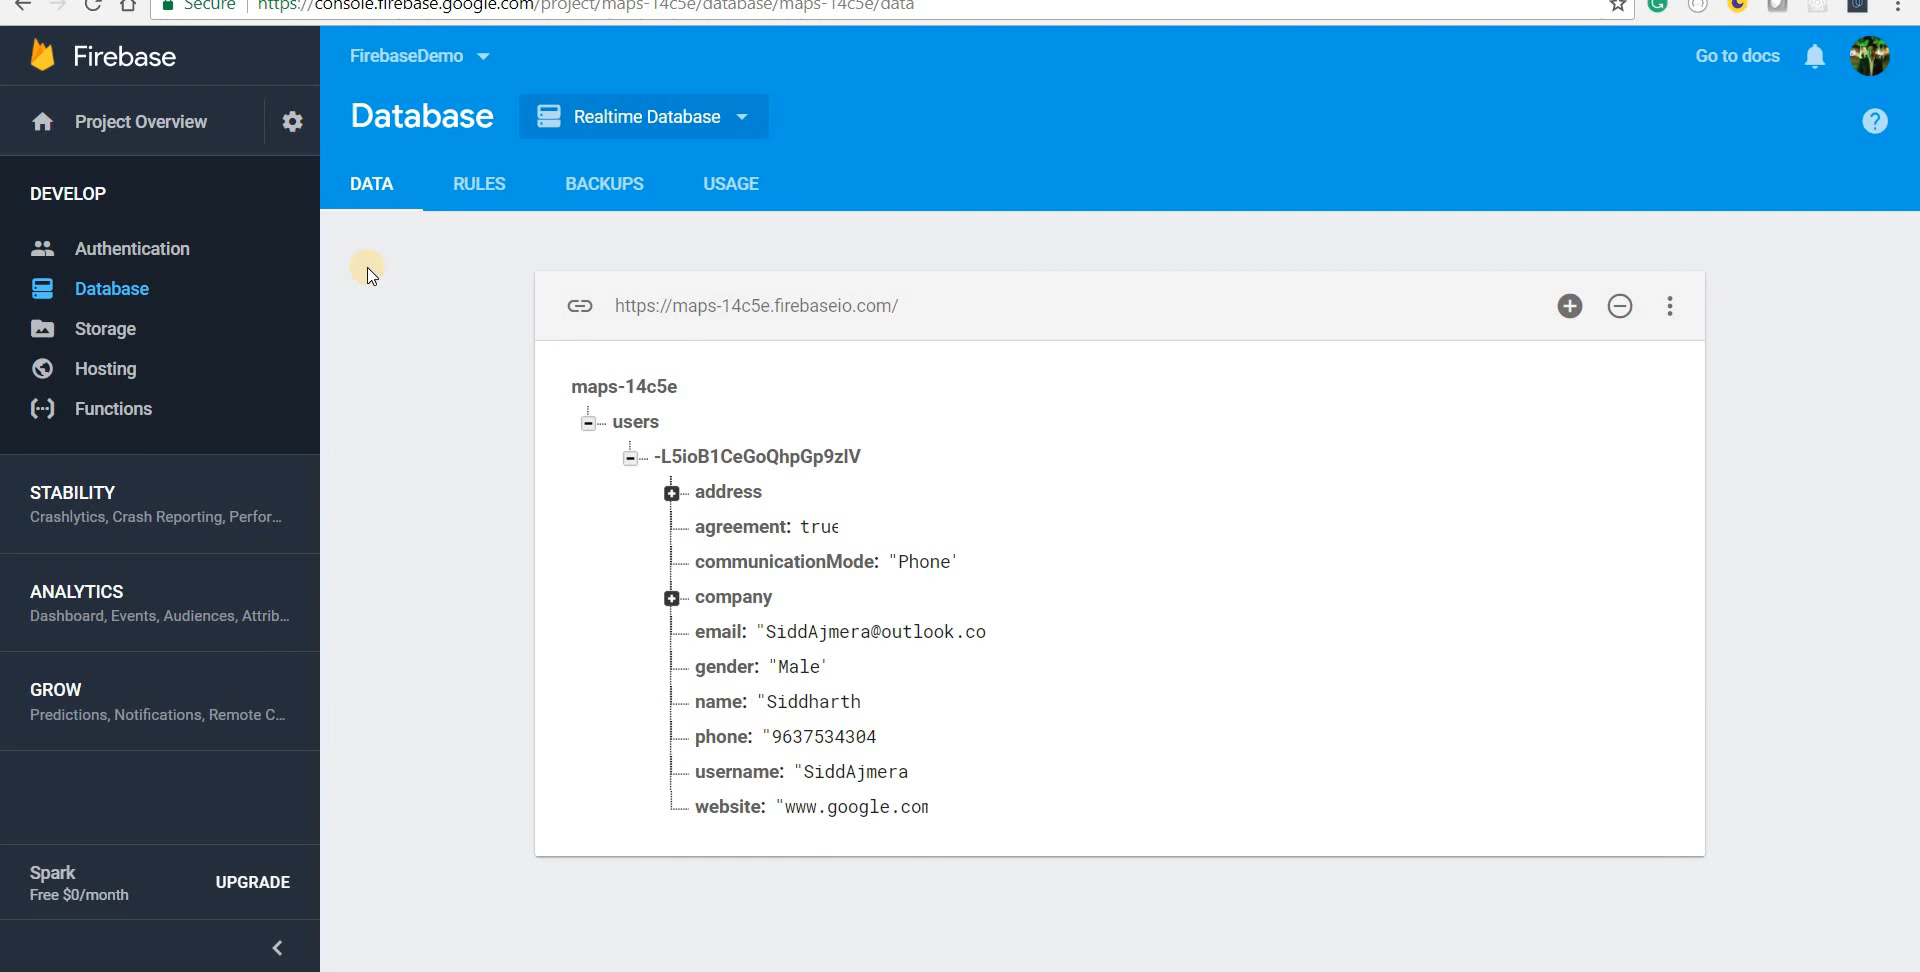 Secure https://console.firebase.google.com/project/maps-14c5e/database/maps-14c5e/data
Firebase
FirebaseDemo
Go to docs
Project Overview
Database
Realtime Database
?
DATA RULES BACKUPS USAGE
DEVELOP
Authentication
Database
Storage
Hosting
Functions
STABILITY
Crashlytics, Crash Reporting, Perfor...
ANALYTICS
Dashboard, Events, Audiences, Attrib...
GROW
Predictions, Notifications, Remote C...
Spark
Free $0/month
UPGRADE
https://maps-14c5e.firebaseio.com/
maps-14c5e
users
-L5ioB1CeGoQhpGp9zlV
address
agreement: true
communicationMode: "Phone'
company
email: "SiddAjmera@outlook.co
gender: "Male'
name: "Siddharth
phone: "9637534304
username: "SiddAjmera
website: "www.google.com